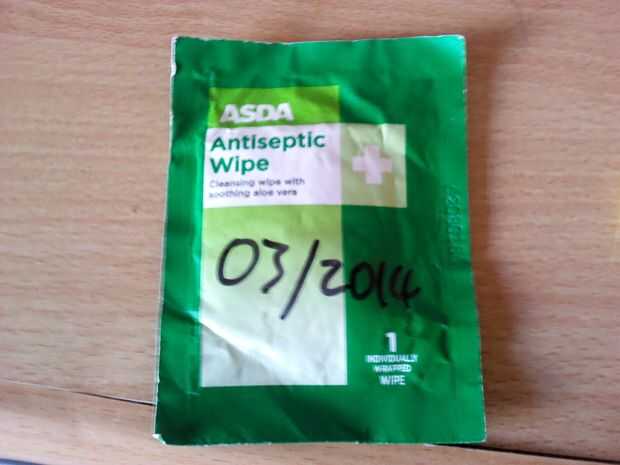 ASDA
Antiseptic
Wipe
Cleansing wipe with
soothing aloe vera
03/2014
1
INDIVIDUALLY
WRAPPED
WIPE